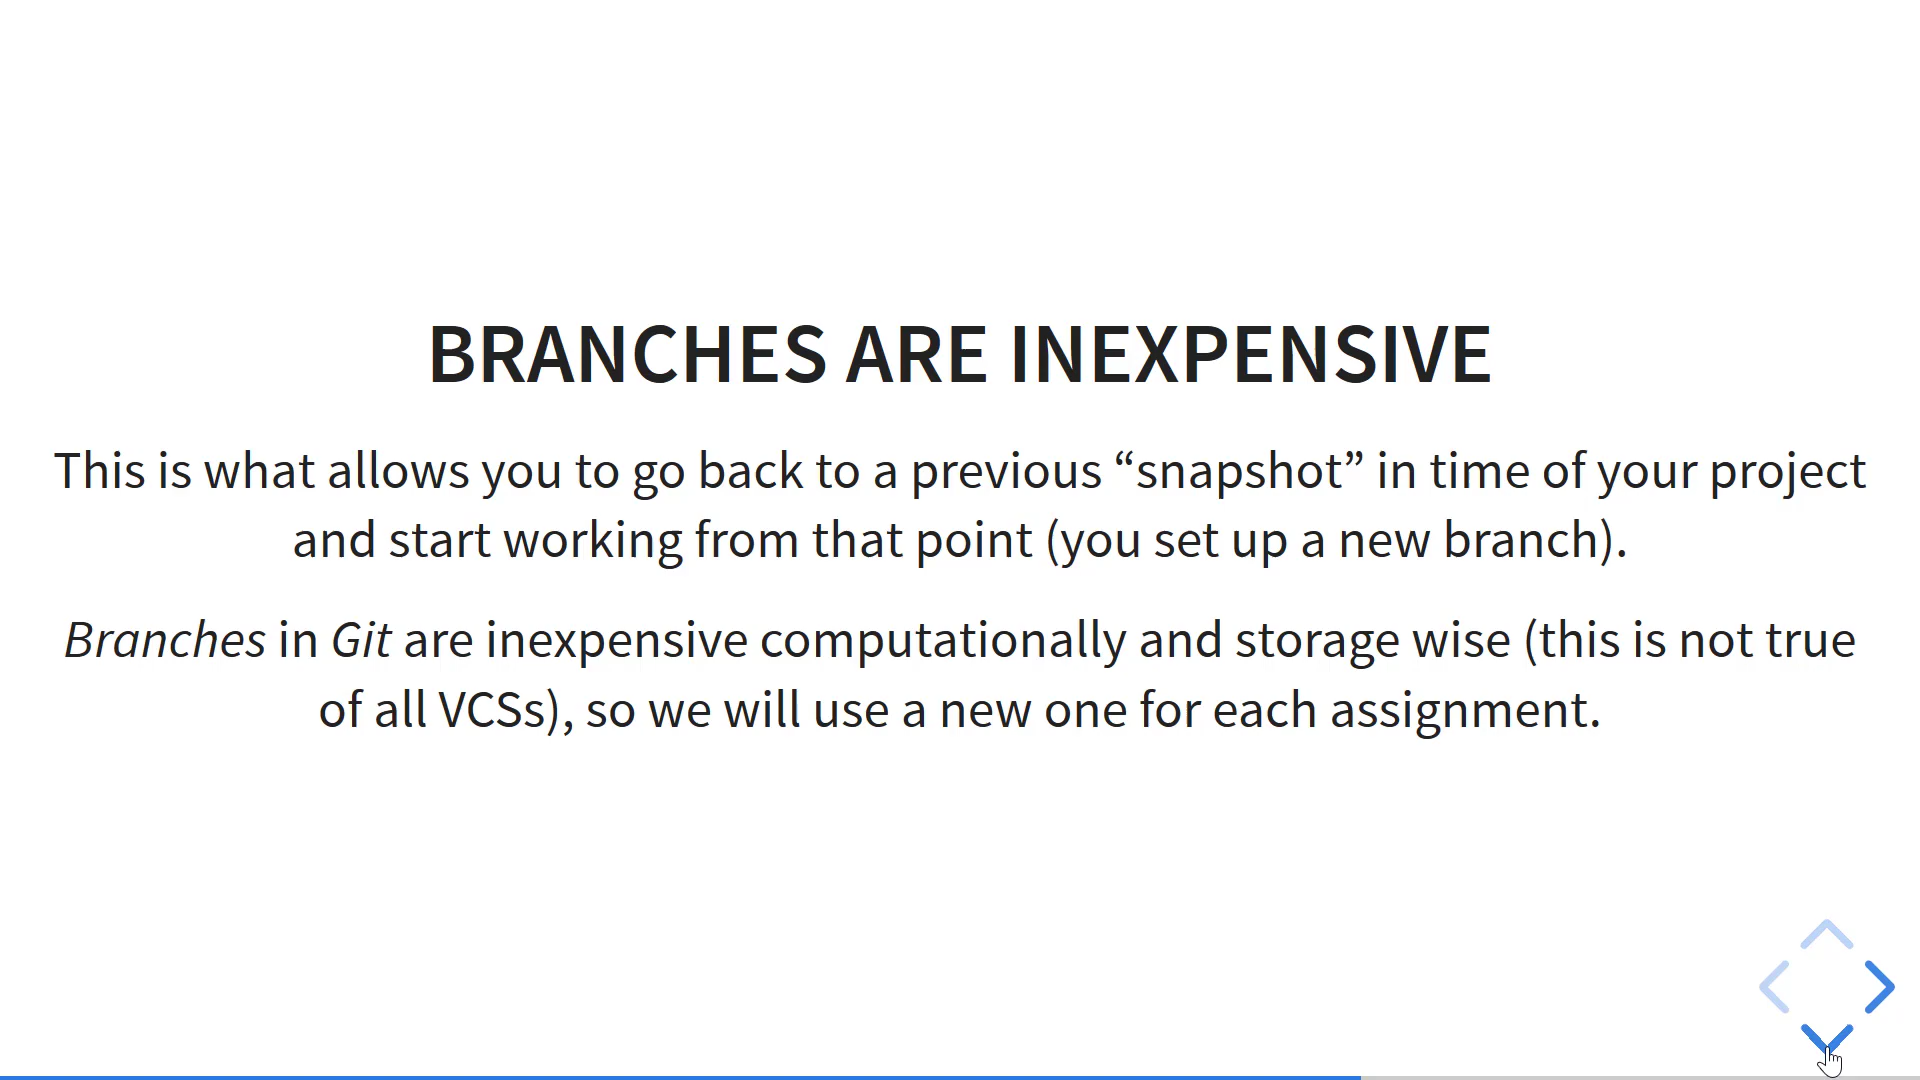 BRANCHES ARE INEXPENSIVE
This is what allows you to go back to a previous “snapshot” in time of your project
and start working from that point (you set up a new branch).
Branches in Git are inexpensive computationally and storage wise (this is not true
of all VCSs), so we will use a new one for each assignment.